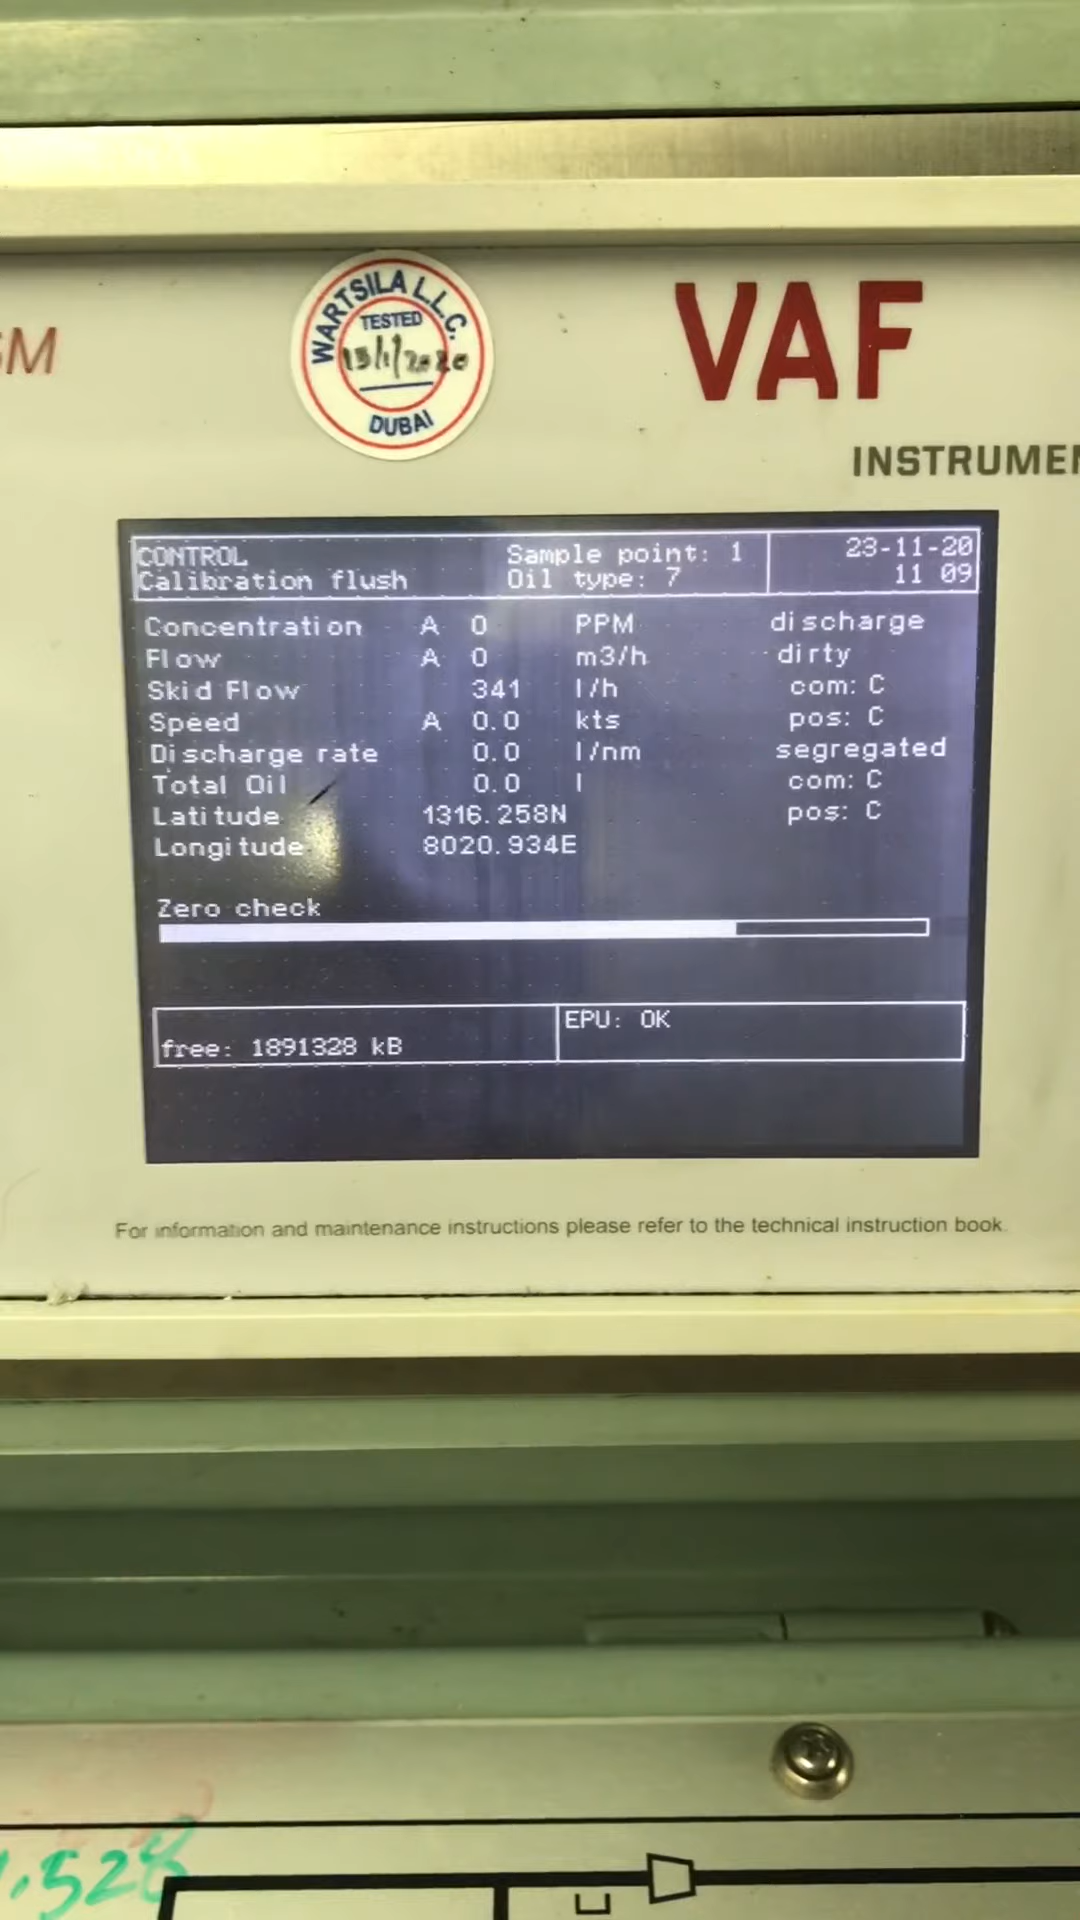 SM
WARTSILA L.L.C.
TESTED
DUBAI
VAF
INSTRUMEN
CONTROL
Calibration flush
Sample point: 1
Oil type: 7
23-11-20
11 09
Concentration A 0 PPM discharge
Flow A 0 m3/h dirty
Skid Flow 341 l/h com: C
Speed A 0.0 kts pos: C
Discharge rate 0.0 l/nm segregated
Total Oil 0.0 l com: C
Latitude 1316.258N pos: C
Longitude 8020.934E
Zero check
free: 1891328 kB
EPU: OK
For information and maintenance instructions please refer to the technical instruction book.
.528